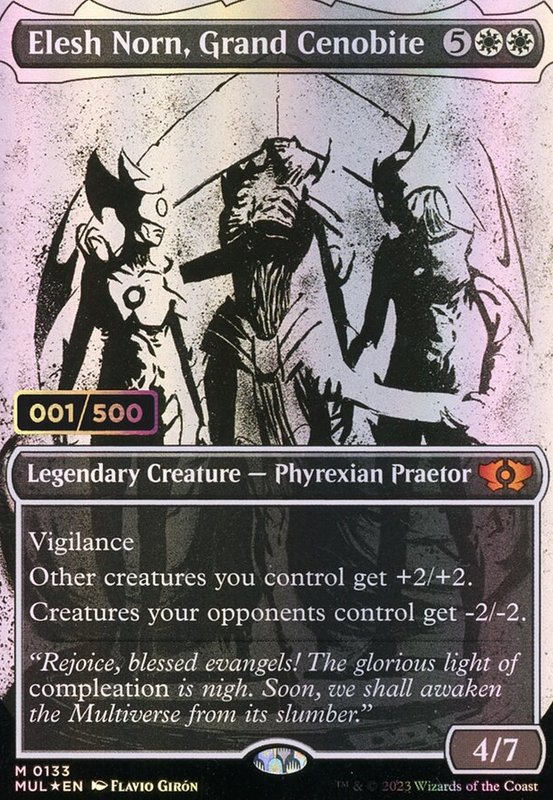 Elesh Norn, Grand Cenobite 5
001/500
Legendary Creature — Phyrexian Praetor
Vigilance
Other creatures you control get +2/+2.
Creatures your opponents control get -2/-2.
“Rejoice, blessed evangels! The glorious light of
compleation is nigh. Soon, we shall awaken
the Multiverse from its slumber.”
4/7
M 0133
MUL★EN Flavio Girón
™ & © 2023 Wizards of the Coast